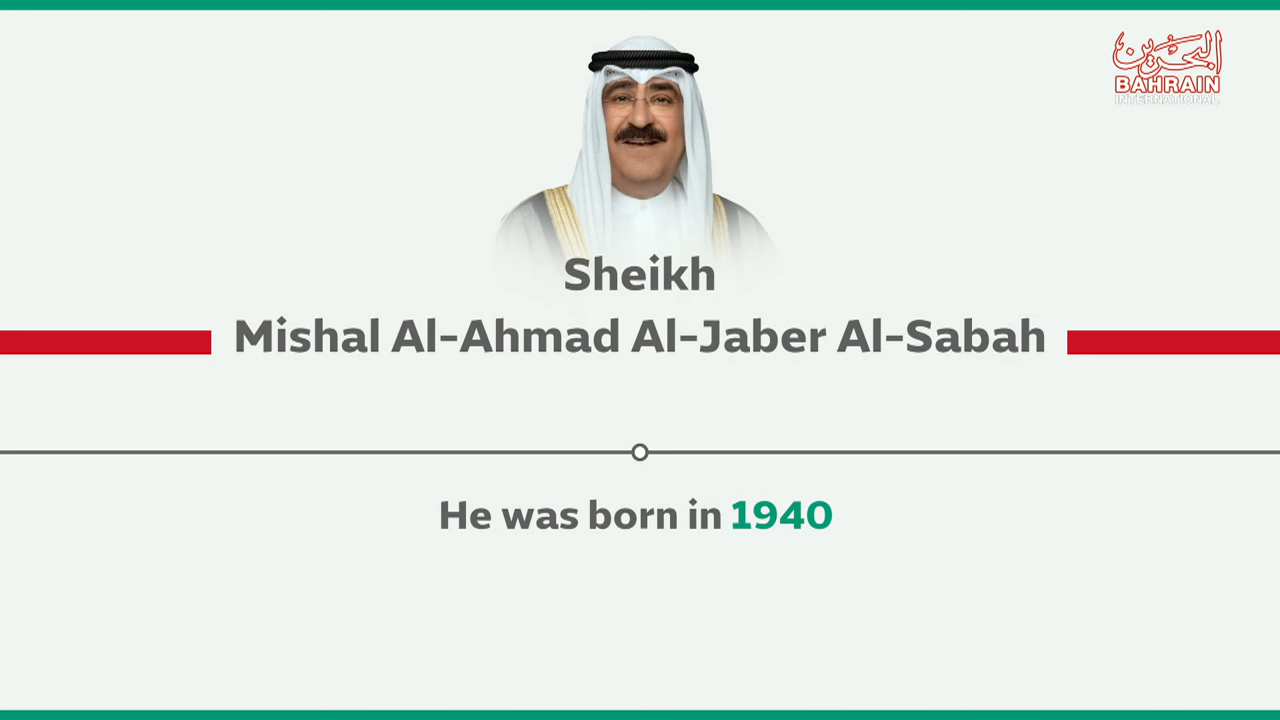 البحرين
BAHRAIN
INTERNATIONAL
Sheikh
Mishal Al-Ahmad Al-Jaber Al-Sabah
He was born in 1940